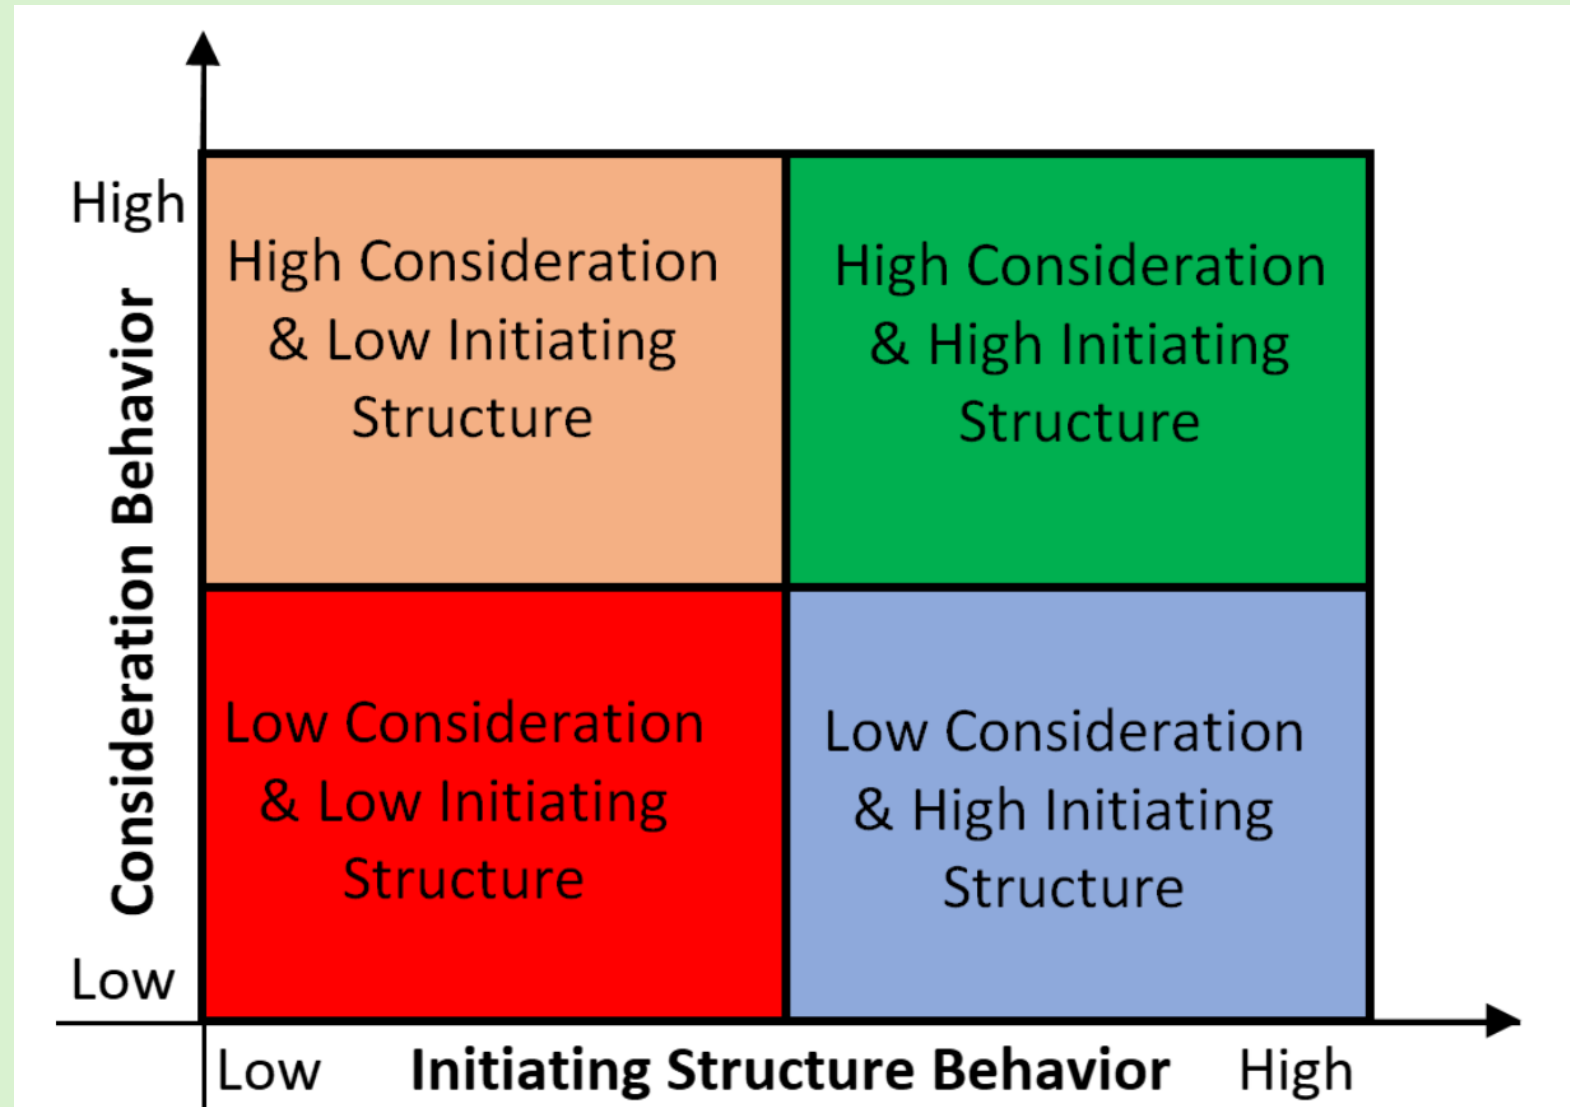 High
High Consideration
& Low Initiating
Structure
High Consideration
& High Initiating
Structure
Consideration Behavior
Low Consideration
& Low Initiating
Structure
Low Consideration
& High Initiating
Structure
Low
Low
Initiating Structure Behavior
High